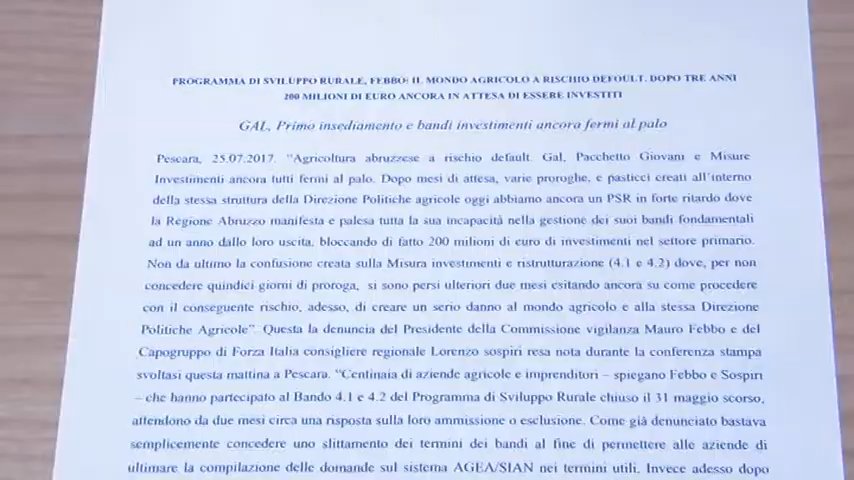 PROGRAMMA DI SVILUPPO RURALE, FEBBO: IL MONDO AGRICOLO A RISCHIO DEFOULT. DOPO TRE ANNI
200 MILIONI DI EURO ANCORA IN ATTESA DI ESSERE INVESTITI
GAL, Primo insediamento e bandi investimenti ancora fermi al palo
Pescara, 25.07.2017. "Agricoltura abruzzese a rischio default. Gal, Pacchetto Giovani e Misure
Investimenti ancora tutti fermi al palo. Dopo mesi di attesa, varie proroghe, e pasticci creati all'interno
della stessa struttura della Direzione Politiche agricole oggi abbiamo ancora un PSR in forte ritardo dove
la Regione Abruzzo manifesta e palesa tutta la sua incapacità nella gestione dei suoi bandi fondamentali
ad un anno dallo loro uscita, bloccando di fatto 200 milioni di euro di investimenti nel settore primario.
Non da ultimo la confusione creata sulla Misura investimenti e ristrutturazione (4.1 e 4.2) dove, per non
concedere quindici giorni di proroga, si sono persi ulteriori due mesi esitando ancora su come procedere
con il conseguente rischio, adesso, di creare un serio danno al mondo agricolo e alla stessa Direzione
Politiche Agricole". Questa la denuncia del Presidente della Commissione vigilanza Mauro Febbo e del
Capogruppo di Forza Italia consigliere regionale Lorenzo sospiri resa nota durante la conferenza stampa
svoltasi questa mattina a Pescara. "Centinaia di aziende agricole e imprenditori – spiegano Febbo e Sospiri
– che hanno partecipato al Bando 4.1 e 4.2 del Programma di Sviluppo Rurale chiuso il 31 maggio scorso,
attendono da due mesi circa una risposta sulla loro ammissione o esclusione. Come già denunciato bastava
semplicemente concedere uno slittamento dei termini dei bandi al fine di permettere alle aziende di
ultimare la compilazione delle domande sul sistema AGEA/SIAN nei termini utili. Invece adesso dopo